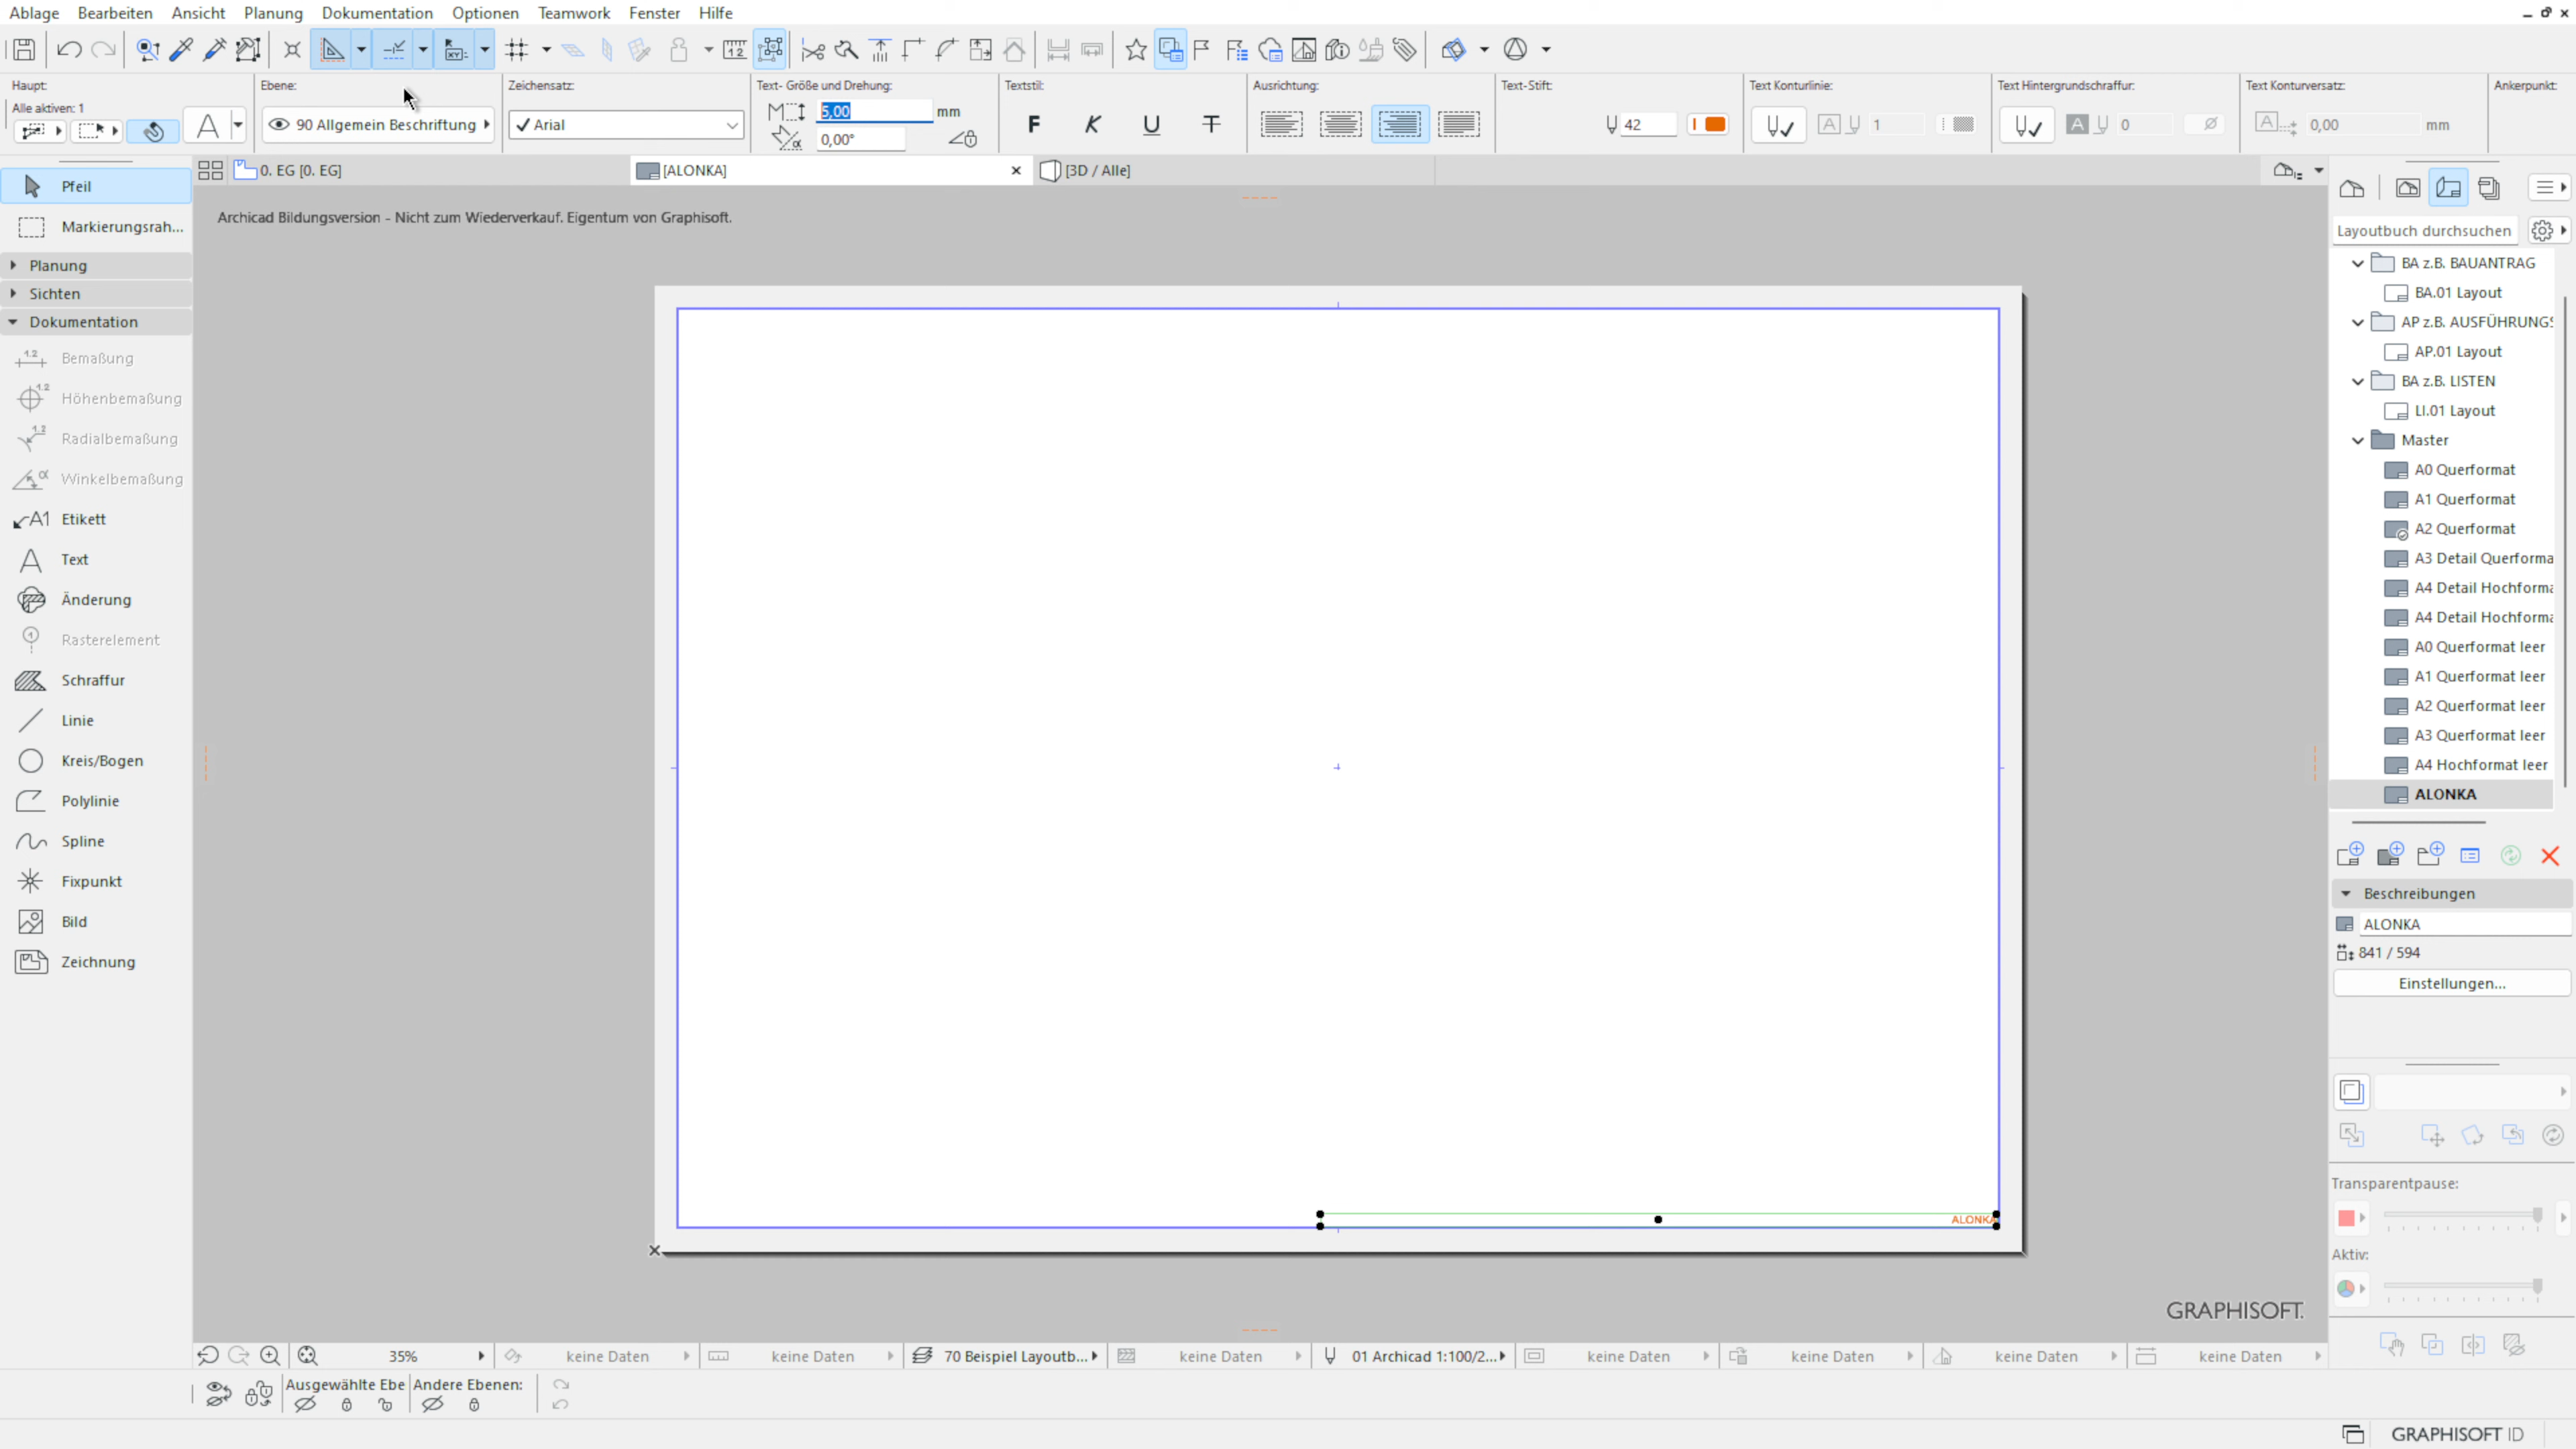 Ablage Bearbeiten Ansicht Planung Dokumentation Optionen Teamwork Fenster Hilfe
Haupt:
Alle aktiven: 1
Ebene:
90 Allgemein Beschriftung
Zeichensatz:
Arial
Text- Größe und Drehung:
5,00 mm
0,00°
Textstil:
F K U T
Ausrichtung:
Text-Stift:
42
Text Konturlinie:
1
Text Hintergrundschraffur:
0
Text Konturversatz:
0,00 mm
Ankerpunkt:
0. EG [0. EG]
[ALONKA]
[3D / Alle]
Pfeil
Markierungsrah...
Planung
Sichten
Dokumentation
Bemaßung
Höhenbemaßung
Radialbemaßung
Winkelbemaßung
Etikett
Text
Änderung
Rasterelement
Schraffur
Linie
Kreis/Bogen
Polylinie
Spline
Fixpunkt
Bild
Zeichnung
Archicad Bildungsversion - Nicht zum Wiederverkauf. Eigentum von Graphisoft.
ALONKA
GRAPHISOFT.
Layoutbuch durchsuchen
BA z.B. BAUANTRAG
BA.01 Layout
AP z.B. AUSFÜHRUNGS
AP.01 Layout
BA z.B. LISTEN
LI.01 Layout
Master
A0 Querformat
A1 Querformat
A2 Querformat
A3 Detail Querforma
A4 Detail Hochforma
A4 Detail Hochforma
A0 Querformat leer
A1 Querformat leer
A2 Querformat leer
A3 Querformat leer
A4 Hochformat leer
ALONKA
Beschreibungen
ALONKA
841 / 594
Einstellungen...
Transparentpause:
Aktiv:
35% keine Daten keine Daten 70 Beispiel Layoutb... keine Daten 01 Archicad 1:100/2... keine Daten keine Daten keine Daten keine Daten
Ausgewählte Ebe Andere Ebenen:
GRAPHISOFT ID